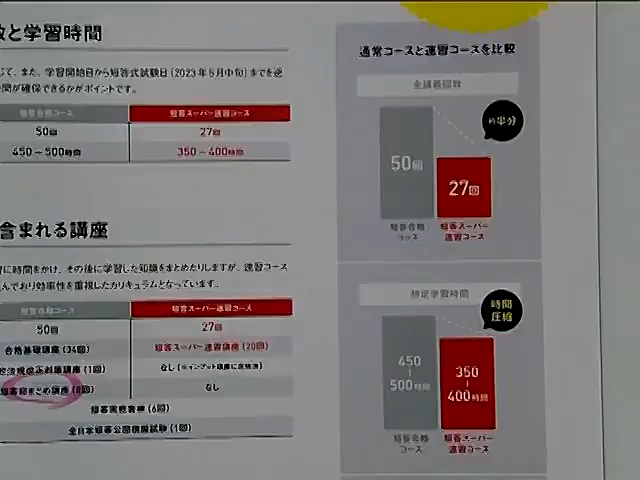 と学習時間
て、また、学習開始日から短答式試験日(2023年5月中旬)までを逆
間が確保できるかがポイントです。
短答合格コース 短答スーパー速習コース
50回 27回
450～500時間 350～400時間
含まれる講座
に時間をかけ、その後に学習した知識をまとめたりしますが、速習コース
んでおり効率性を重視したカリキュラムとなっています。
短答合格コース 短答スーパー速習コース
50回 27回
合格基礎講座(34回) 短答スーパー速習講座(20回)
講座(1回) なし
短答総まとめ講座 なし
短答実務答練(6回)
全日本短答公開模擬試験(1回)
通常コースと速習コースを比較
全講義回数
約半分
50回
27回
短答合格
コース
短答スーパー
速習コース
想定学習時間
時間
圧縮
450
|
500時間
350
|
400時間
短答合格
コース
短答スーパー
速習コース